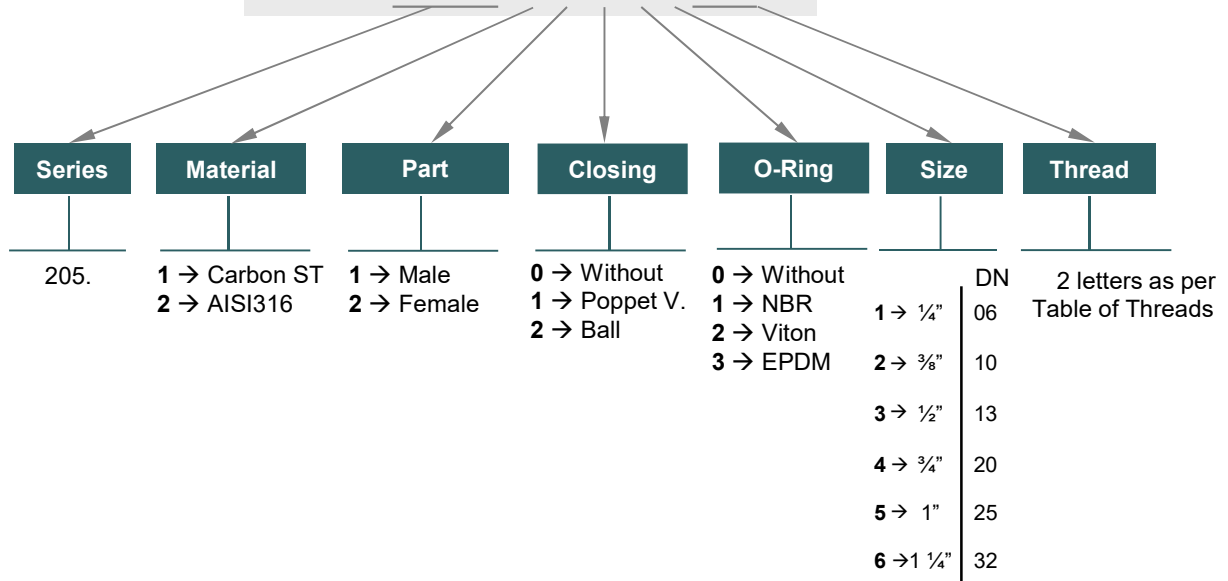 Series
Material
Part
Closing
O-Ring
Size
Thread
205.
1 → Carbon ST
2 → AISI316
1 → Male
2 → Female
0 → Without
1 → Poppet V.
2 → Ball
0 → Without
1 → NBR
2 → Viton
3 → EPDM
DN
1 → ¼” 06
2 → ⅜” 10
3 → ½” 13
4 → ¾” 20
5 → 1” 25
6 →1 ¼” 32
2 letters as per
Table of Threads